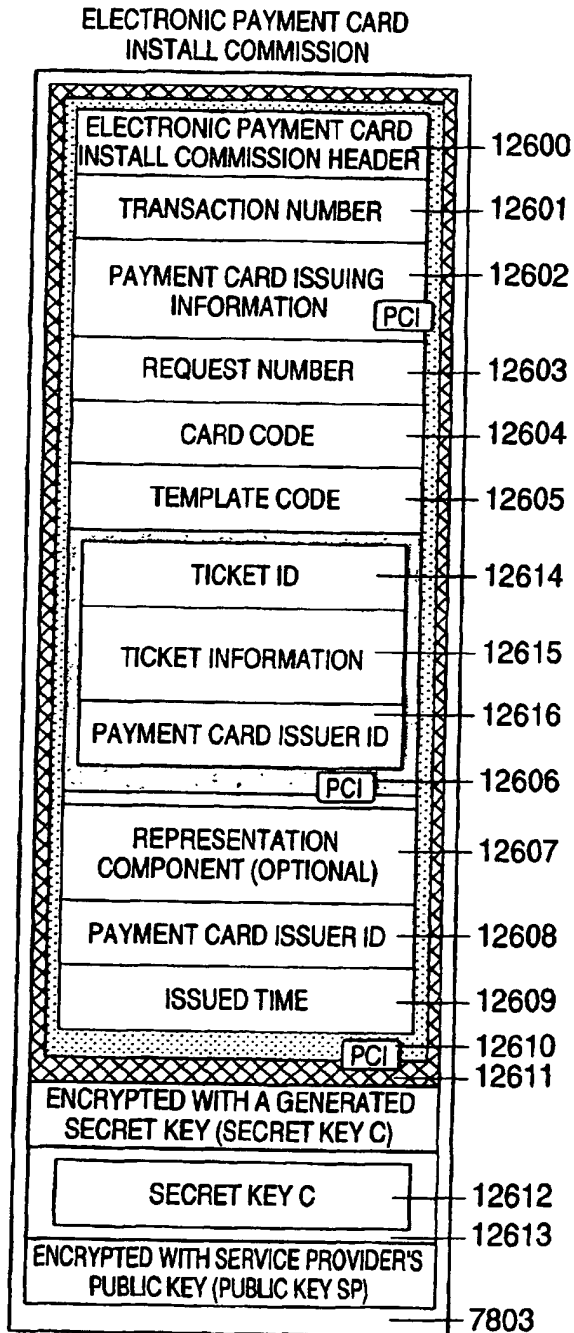 ELECTRONIC PAYMENT CARD
INSTALL COMMISSION
ELECTRONIC PAYMENT CARD
INSTALL COMMISSION HEADER
12600
TRANSACTION NUMBER
12601
PAYMENT CARD ISSUING
INFORMATION
12602
PCI
REQUEST NUMBER
12603
CARD CODE
12604
TEMPLATE CODE
12605
TICKET ID
12614
TICKET INFORMATION
12615
PAYMENT CARD ISSUER ID
12616
PCI
12606
REPRESENTATION
COMPONENT (OPTIONAL)
12607
PAYMENT CARD ISSUER ID
12608
ISSUED TIME
12609
PCI
12610
12611
ENCRYPTED WITH A GENERATED
SECRET KEY (SECRET KEY C)
SECRET KEY C
12612
12613
ENCRYPTED WITH SERVICE PROVIDER'S
PUBLIC KEY (PUBLIC KEY SP)
7803